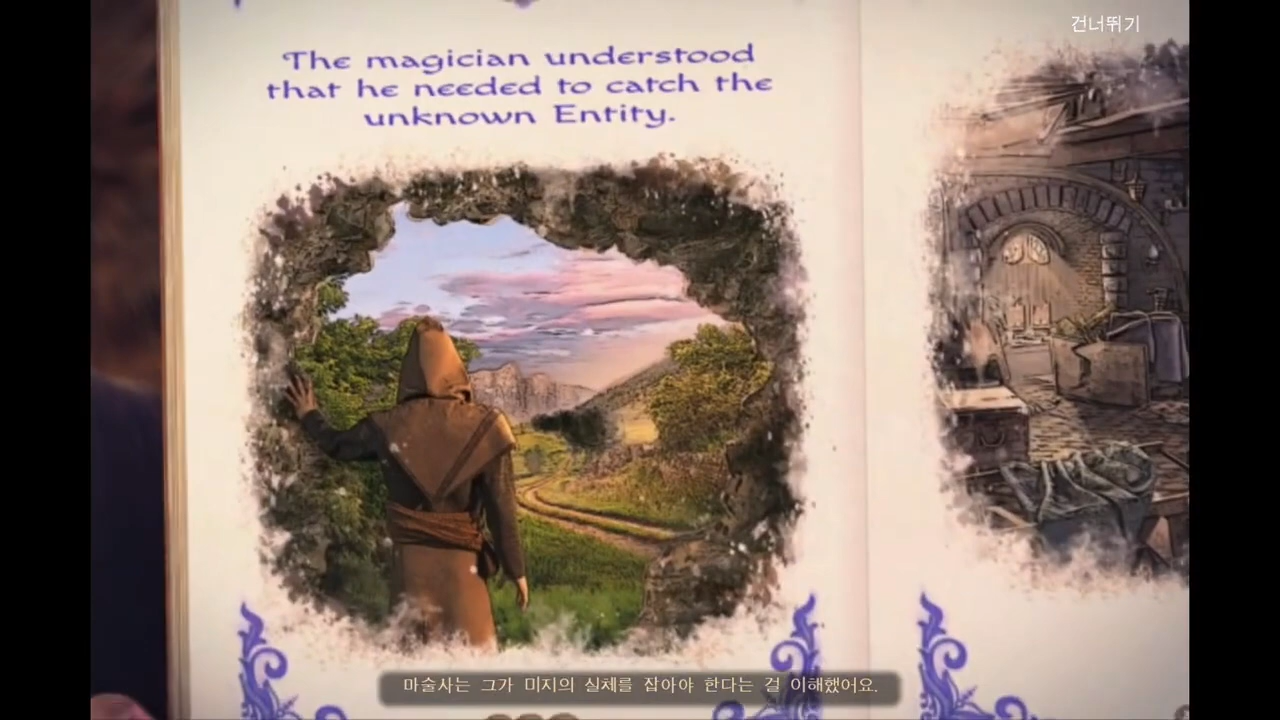 건너뛰기
The magician understood
that he needed to catch the
unknown Entity.
마술사는 그가 미지의 실체를 잡아야 한다는 걸 이해했어요.